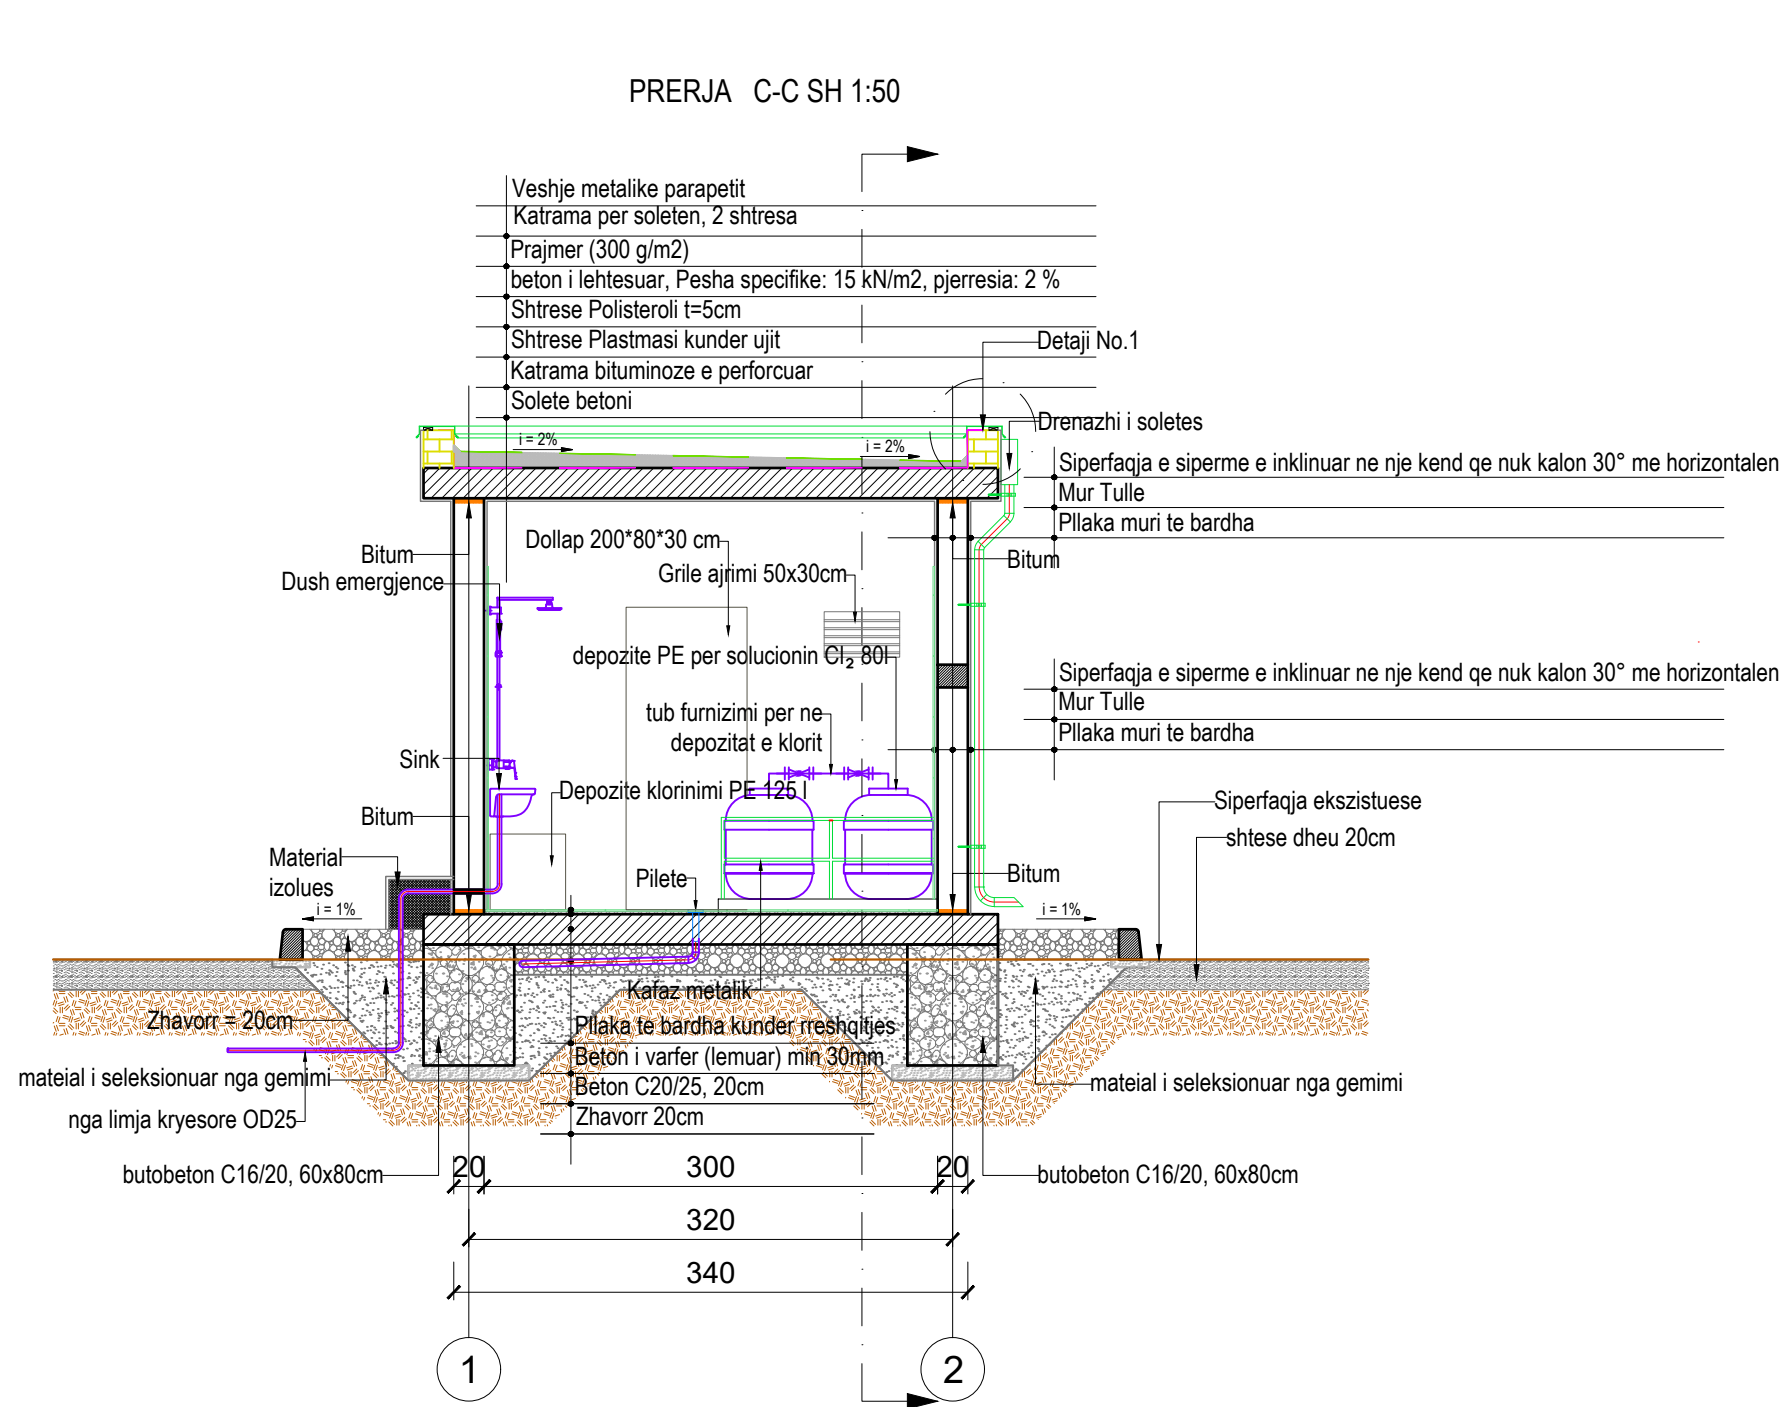 PRERJA C-C SH 1:50
Veshje metalike parapetit
Katrama per soleten, 2 shtresa
Prajmer (300 g/m2)
beton i lehtesuar, Pesha specifike: 15 kN/m2, pjerresia: 2 %
Shtrese Polisteroli t=5cm
Shtrese Plastmasi kunder ujit
Katrama bituminoze e perforcuar
Solete betoni
Detaji No.1
Drenazhi i soletes
i = 2%
i = 2%
Siperfaqja e siperme e inklinuar ne nje kend qe nuk kalon 30° me horizontalen
Mur Tulle
Pllaka muri te bardha
Bitum
Dush emergjence
Dollap 200*80*30 cm
Grile ajrimi 50x30cm
Bitum
depozite PE per solucionin Cl₂ 80l
Siperfaqja e siperme e inklinuar ne nje kend qe nuk kalon 30° me horizontalen
Mur Tulle
Pllaka muri te bardha
tub furnizimi per ne
depozitat e klorit
Sink
Depozite klorinimi PE 125 l
Bitum
Siperfaqja ekszistuese
shtese dheu 20cm
Material
izolues
Pilete
Bitum
i = 1%
i = 1%
Kafaz metalik
Zhavorr = 20cm
Pllaka te bardha kunder rreshqitjes
Beton i varfer (lemuar) min 30mm
Beton C20/25, 20cm
Zhavorr 20cm
mateial i seleksionuar nga gemimi
mateial i seleksionuar nga gemimi
nga limja kryesore OD25
butobeton C16/20, 60x80cm
butobeton C16/20, 60x80cm
20
300
20
320
340
1
2